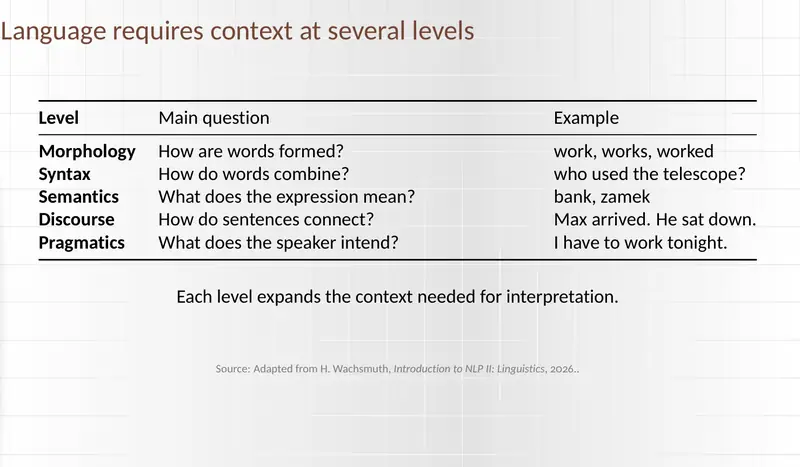 Language requires context at several levels
Level Main question Example
Morphology How are words formed? work, works, worked
Syntax How do words combine? who used the telescope?
Semantics What does the expression mean? bank, zamek
Discourse How do sentences connect? Max arrived. He sat down.
Pragmatics What does the speaker intend? I have to work tonight.
Each level expands the context needed for interpretation.
Source: Adapted from H. Wachsmuth, Introduction to NLP II: Linguistics, 2026..